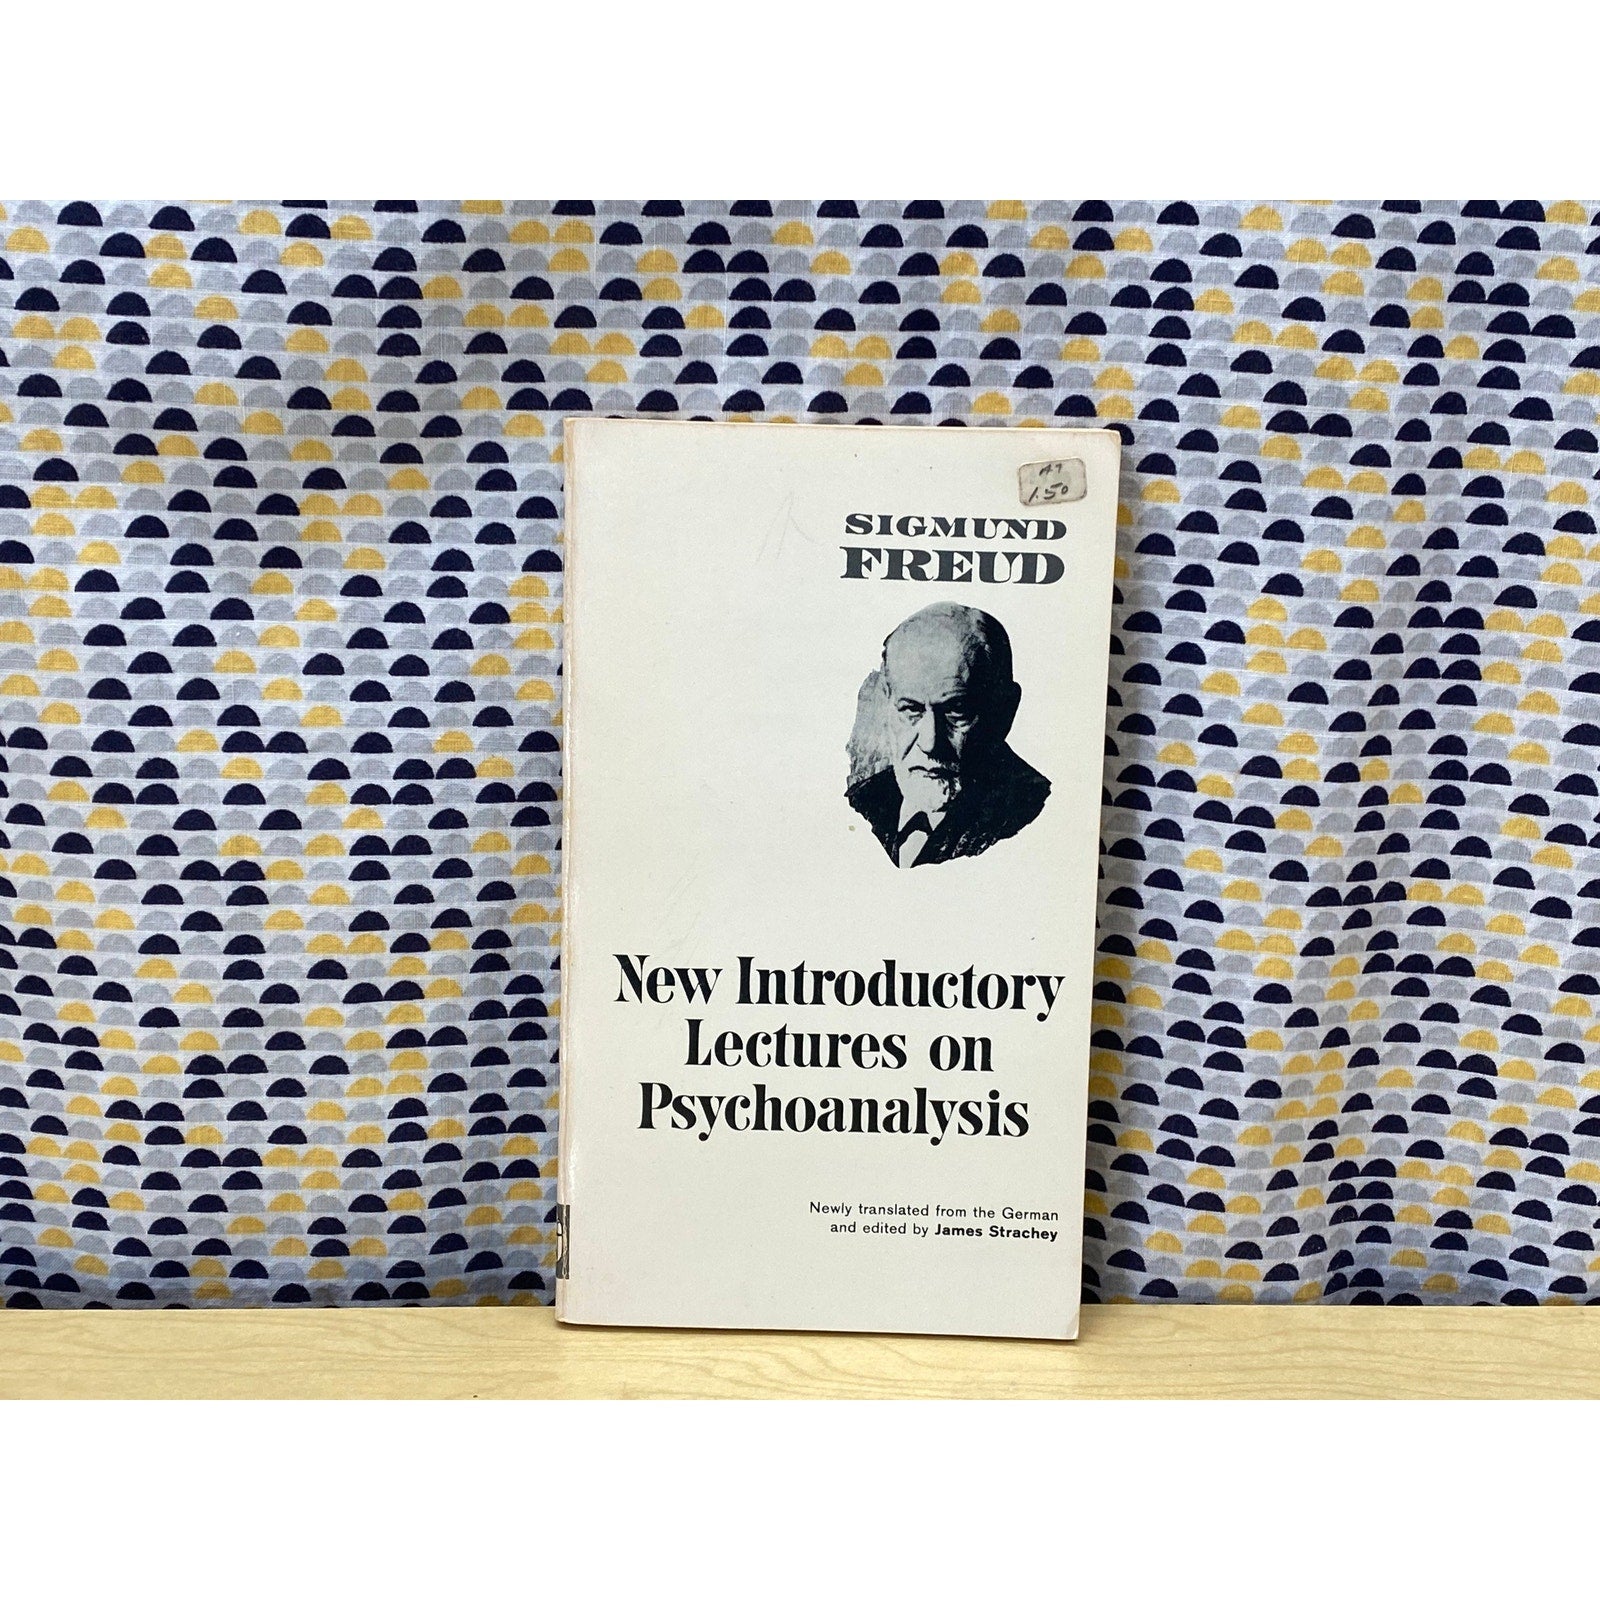 1.50
SIGMUND
FREUD
New Introductory
Lectures on
Psychoanalysis
Newly translated from the German
and edited by James Strachey